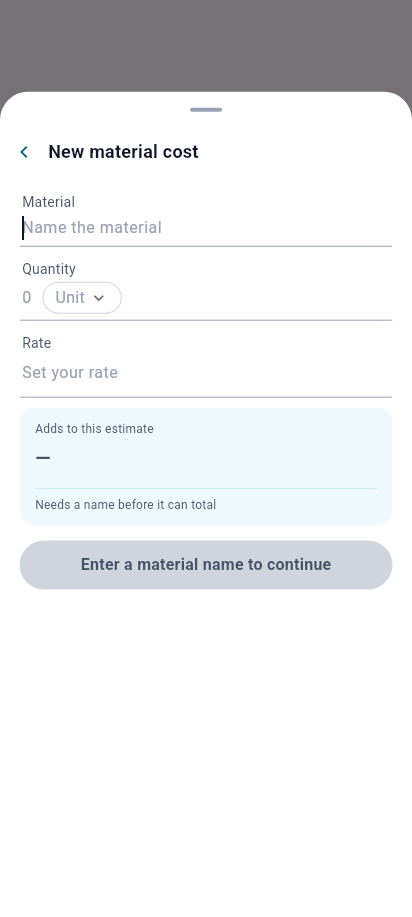 New material cost
Material
Name the material
Quantity
0 Unit
Rate
Set your rate
Adds to this estimate
—
Needs a name before it can total
Enter a material name to continue